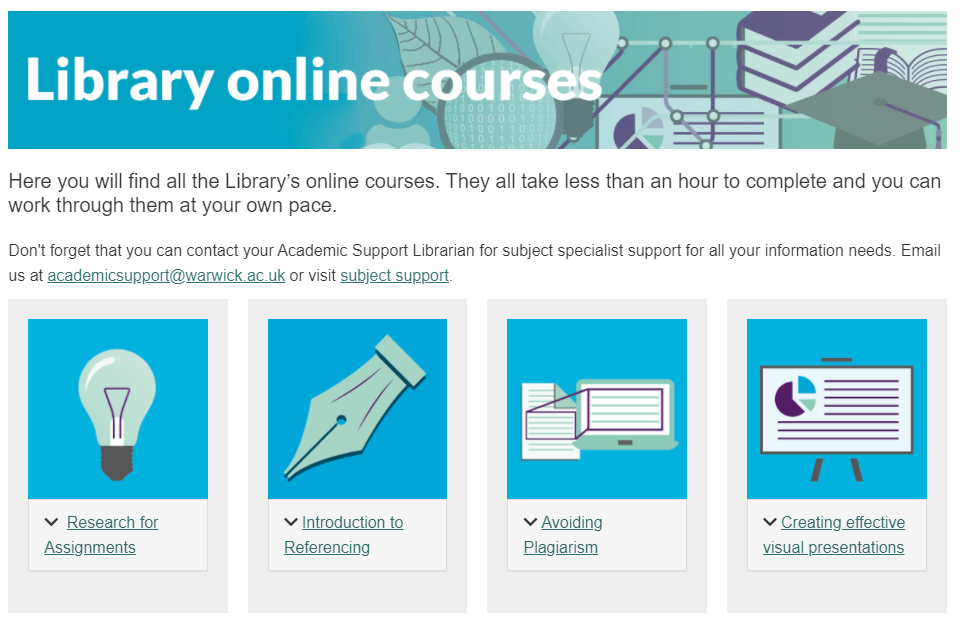 Library online courses
Here you will find all the Library’s online courses. They all take less than an hour to complete and you can
work through them at your own pace.
Don't forget that you can contact your Academic Support Librarian for subject specialist support for all your information needs. Email
us at academicsupport@warwick.ac.uk or visit subject support.
Research for
Assignments
Introduction to
Referencing
Avoiding
Plagiarism
Creating effective
visual presentations